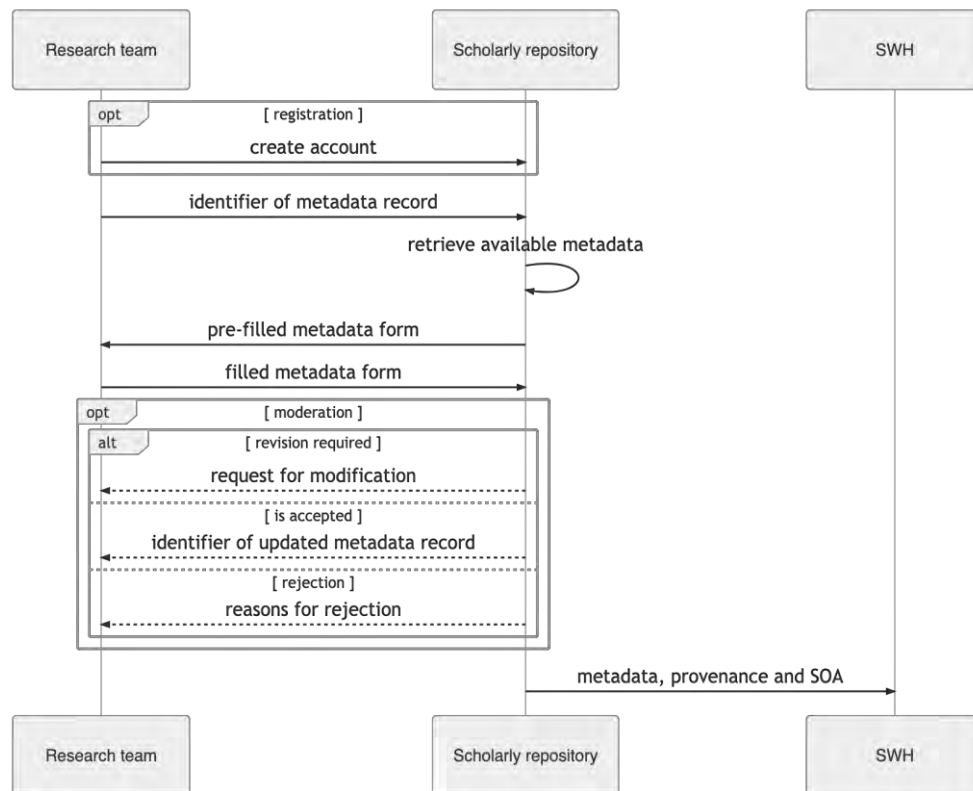 Research team
Scholarly repository
SWH
opt
[ registration ]
create account
identifier of metadata record
retrieve available metadata
pre-filled metadata form
filled metadata form
opt
[ moderation ]
alt
[ revision required ]
request for modification
[ is accepted ]
identifier of updated metadata record
[ rejection ]
reasons for rejection
metadata, provenance and SOA
Research team
Scholarly repository
SWH